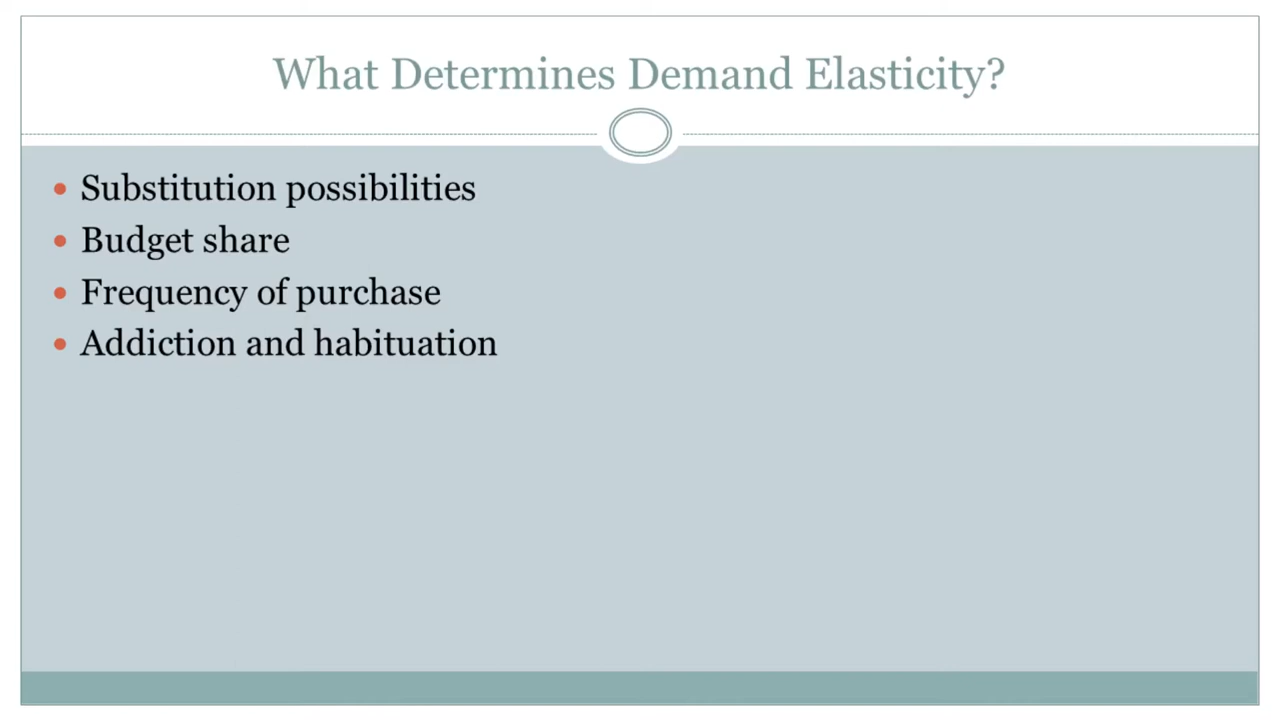 What Determines Demand Elasticity?
• Substitution possibilities
• Budget share
• Frequency of purchase
• Addiction and habituation